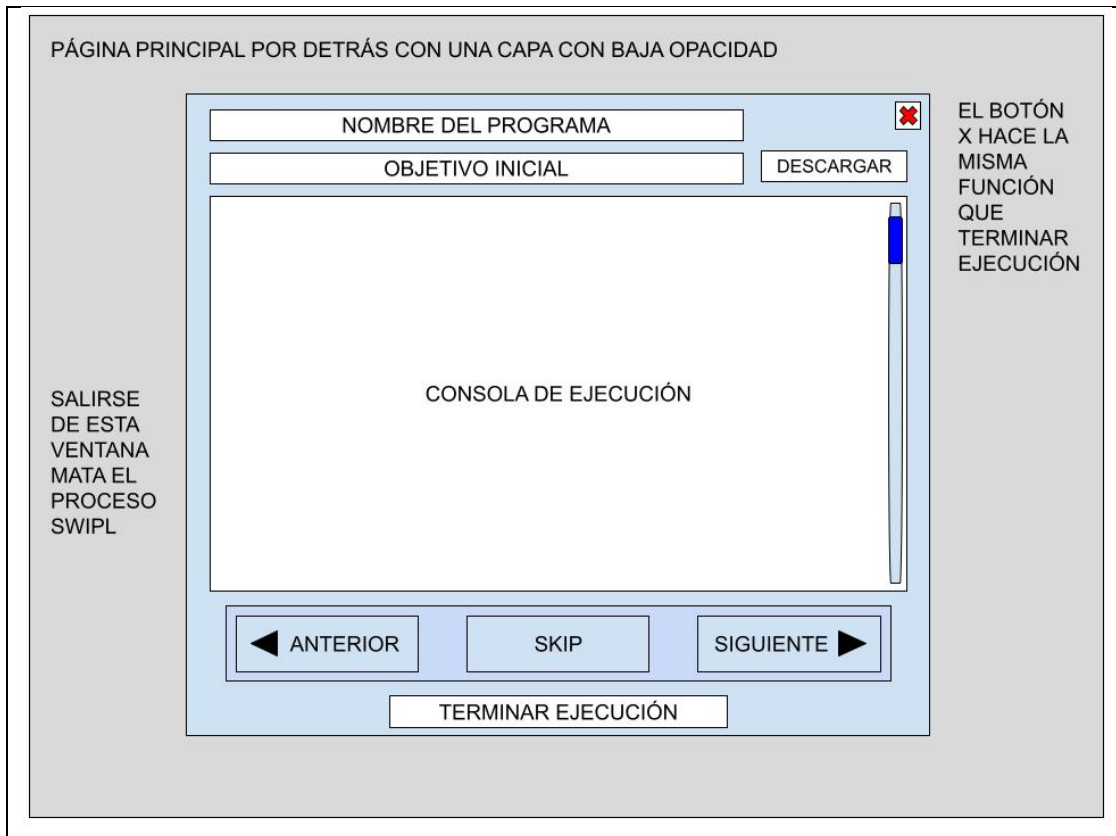 PÁGINA PRINCIPAL POR DETRÁS CON UNA CAPA CON BAJA OPACIDAD
NOMBRE DEL PROGRAMA
OBJETIVO INICIAL
DESCARGAR
EL BOTÓN
X HACE LA
MISMA
FUNCIÓN
QUE
TERMINAR
EJECUCIÓN
CONSOLA DE EJECUCIÓN
SALIRSE
DE ESTA
VENTANA
MATA EL
PROCESO
SWIPL
ANTERIOR
SKIP
SIGUIENTE
TERMINAR EJECUCIÓN